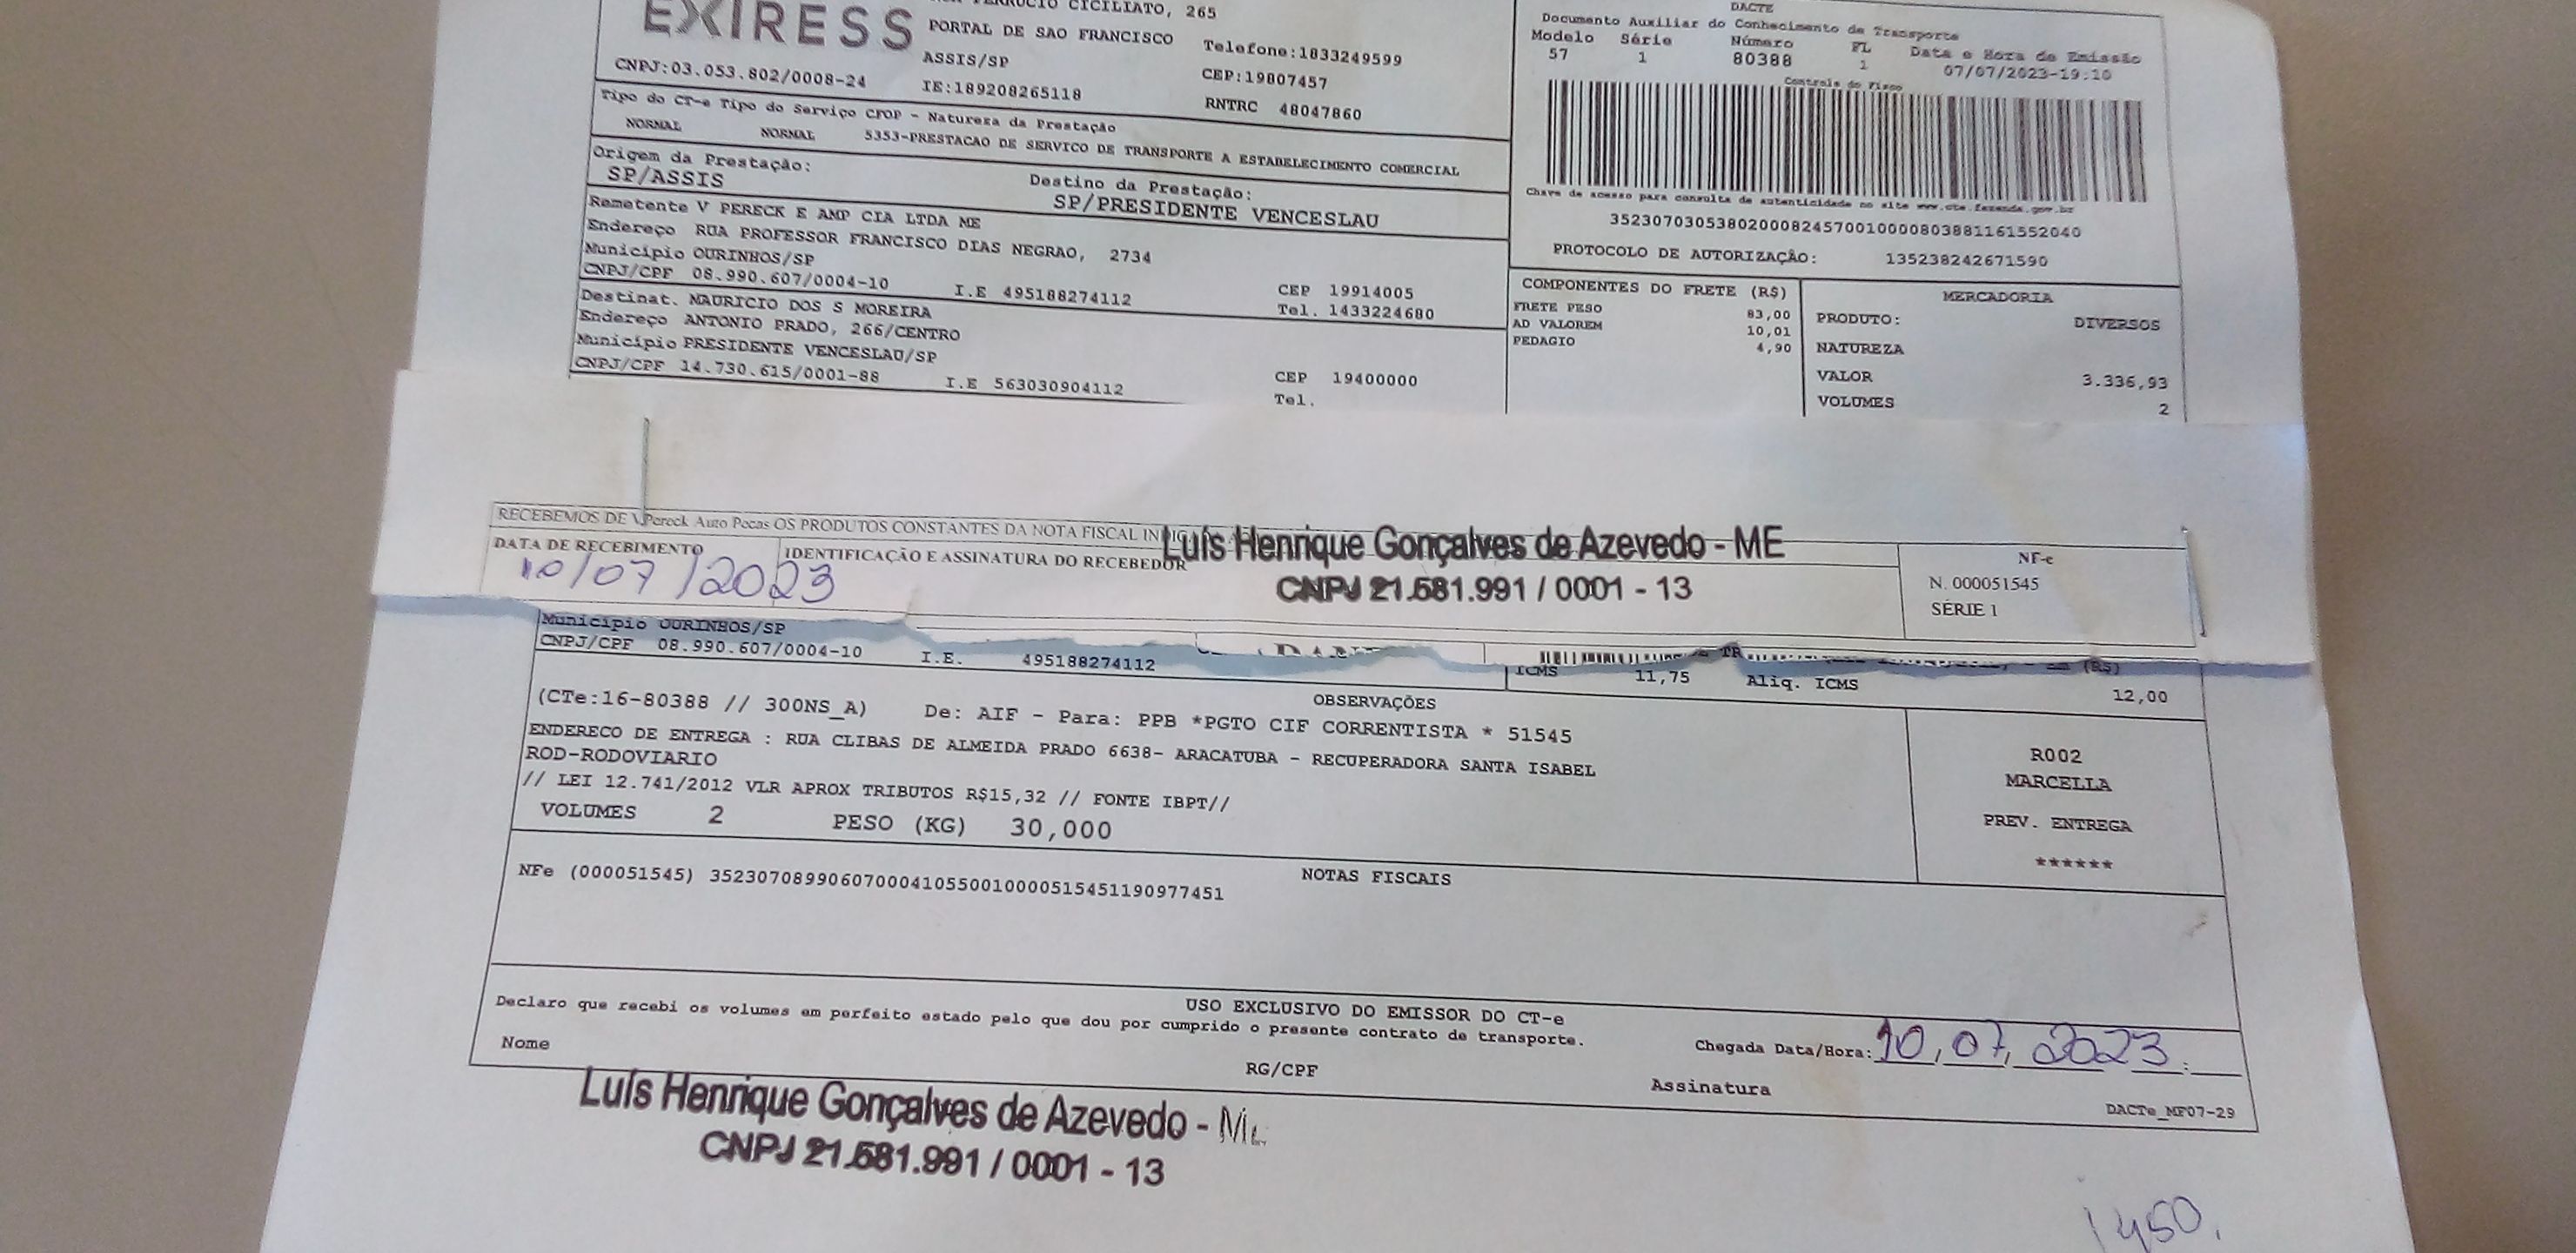 EXIRESS
CICILIATO, 265
PORTAL DE SAO FRANCISCO
Telefone:1833249599
ASSIS/SP
CEP:19807457
CNPJ:03.053.802/0008-24
IE:189208265118
RNTRC 48047860
DACTE
Documento Auxiliar do Conhecimento de Transporte
Modelo Série Número FL Data e Hora de Emissão
57 1 80388 1 07/07/2023-19:10
Controle do Fisco
Chave de acesso para consulta de autenticidade no site www.cte.fazenda.gov.br
35230703053802000824570010000803881161552040
PROTOCOLO DE AUTORIZAÇÃO: 135238242671590
Tipo do CT-e Tipo do Serviço CFOP - Natureza da Prestação
NORMAL NORMAL 5353-PRESTACAO DE SERVICO DE TRANSPORTE A ESTABELECIMENTO COMERCIAL
Origem da Prestação: Destino da Prestação:
SP/ASSIS SP/PRESIDENTE VENCESLAU
Remetente V PERECK E AMP CIA LTDA ME
Endereço RUA PROFESSOR FRANCISCO DIAS NEGRAO, 2734
Município OURINHOS/SP CEP 19914005
CNPJ/CPF 08.990.607/0004-10 I.E 495188274112 Tel. 1433224680
Destinat. MAURICIO DOS S MOREIRA
Endereço ANTONIO PRADO, 266/CENTRO
Município PRESIDENTE VENCESLAU/SP CEP 19400000
CNPJ/CPF 14.730.615/0001-88 I.E 563030904112 Tel.
COMPONENTES DO FRETE (R$)
FRETE PESO 83,00
AD VALOREM 10,01
PEDAGIO 4,90
MERCADORIA
PRODUTO: DIVERSOS
NATUREZA
VALOR 3.336,93
VOLUMES 2
RECEBEMOS DE V.Pereck Auto Pecas OS PRODUTOS CONSTANTES DA NOTA FISCAL
DATA DE RECEBIMENTO IDENTIFICAÇÃO E ASSINATURA DO RECEBEDOR
10/07/2023
Luís Henrique Gonçalves de Azevedo - ME
CNPJ 21.581.991 / 0001 - 13
NF-e
N. 000051545
SÉRIE 1
Município OURINHOS/SP
CNPJ/CPF 08.990.607/0004-10 I.E. 495188274112
ICMS 11,75 Aliq. ICMS 12,00
(R$)
OBSERVAÇÕES
(CTe:16-80388 // 300NS_A) De: AIF - Para: PPB *PGTO CIF CORRENTISTA * 51545
ENDERECO DE ENTREGA : RUA CLIBAS DE ALMEIDA PRADO 6638- ARACATUBA - RECUPERADORA SANTA ISABEL
ROD-RODOVIARIO
// LEI 12.741/2012 VLR APROX TRIBUTOS R$15,32 // FONTE IBPT//
VOLUMES 2 PESO (KG) 30,000
R002
MARCELLA
PREV. ENTREGA
******
NOTAS FISCAIS
NFe (000051545) 35230708990607000410550010000515451190977451
USO EXCLUSIVO DO EMISSOR DO CT-e
Declaro que recebi os volumes em perfeito estado pelo que dou por cumprido o presente contrato de transporte.
Chegada Data/Hora: 10, 07, 2023 :
Nome RG/CPF Assinatura
DACTe_MF07-29
Luís Henrique Gonçalves de Azevedo - ME
CNPJ 21.581.991 / 0001 - 13
1450,